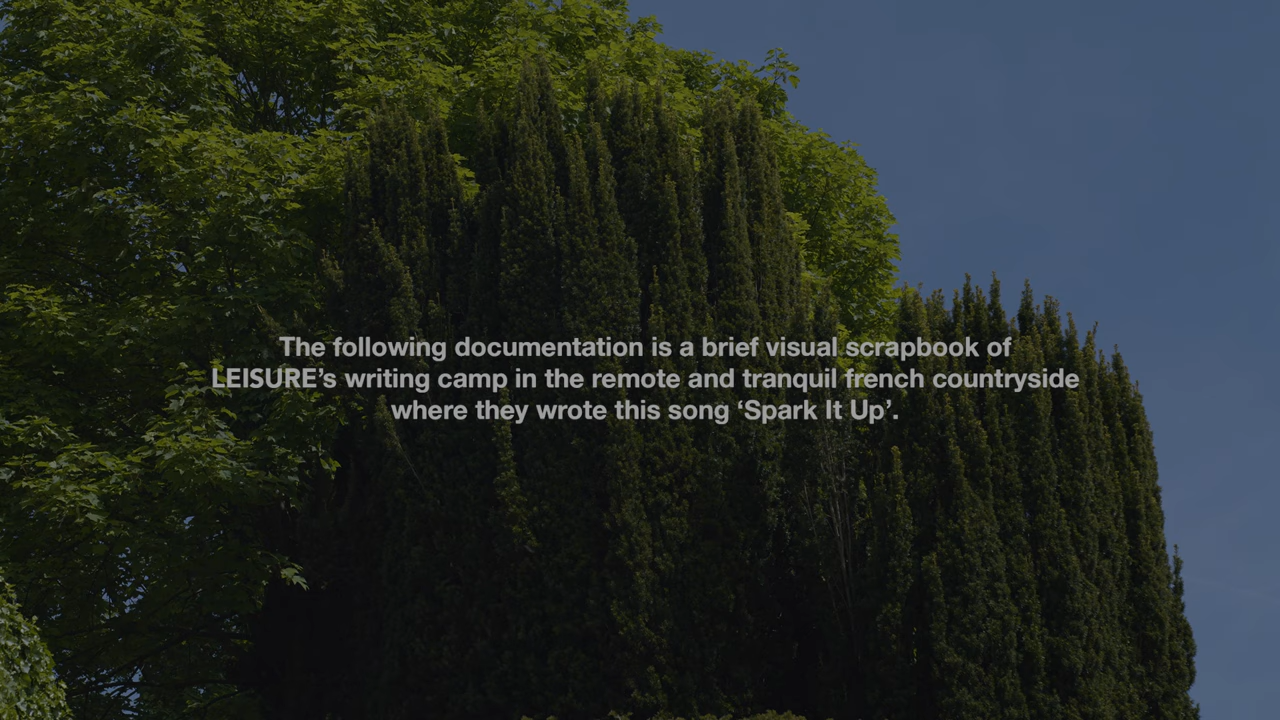 The following documentation is a brief visual scrapbook of
LEISURE’s writing camp in the remote and tranquil french countryside
where they wrote this song ‘Spark It Up’.